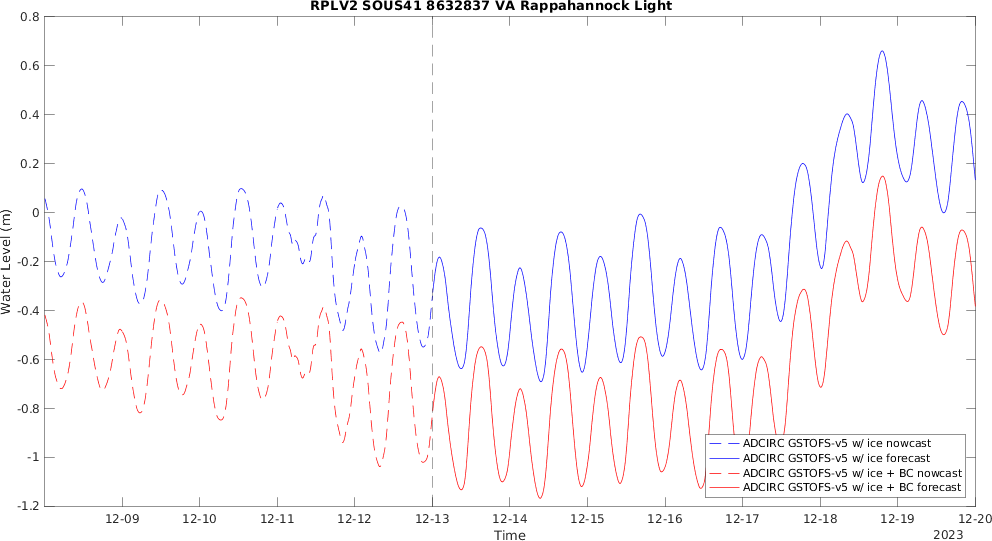 RPLV2 SOUS41 8632837 VA Rappahannock Light
0.8
0.6
0.4
0.2
0
-0.2
-0.4
-0.6
-0.8
-1
-1.2
Water Level (m)
ADCIRC GSTOFS-v5 w/ ice nowcast
ADCIRC GSTOFS-v5 w/ ice forecast
ADCIRC GSTOFS-v5 w/ ice + BC nowcast
ADCIRC GSTOFS-v5 w/ ice + BC forecast
12-09 12-10 12-11 12-12 12-13 12-14 12-15 12-16 12-17 12-18 12-19 12-20
Time
2023